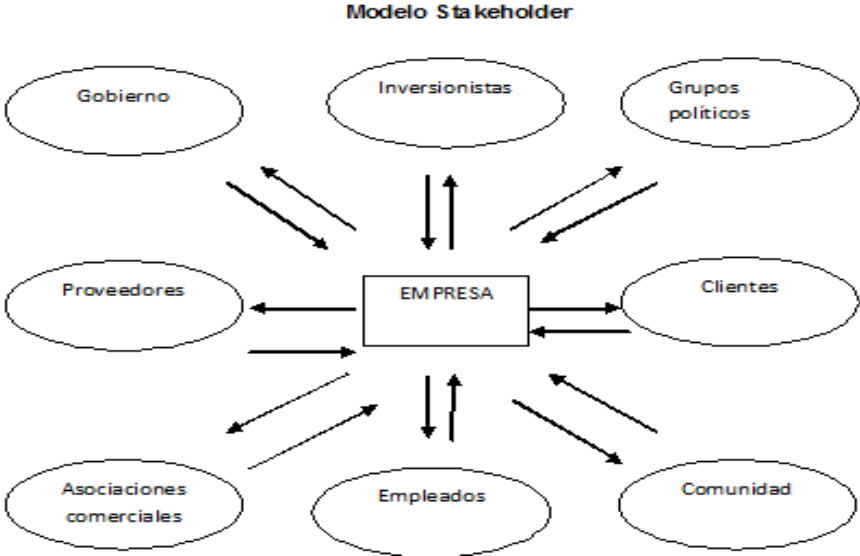 Modelo Stakeholder
Gobierno
Inversionistas
Grupos
políticos
Proveedores
EMPRESA
Clientes
Asociaciones
comerciales
Empleados
Comunidad